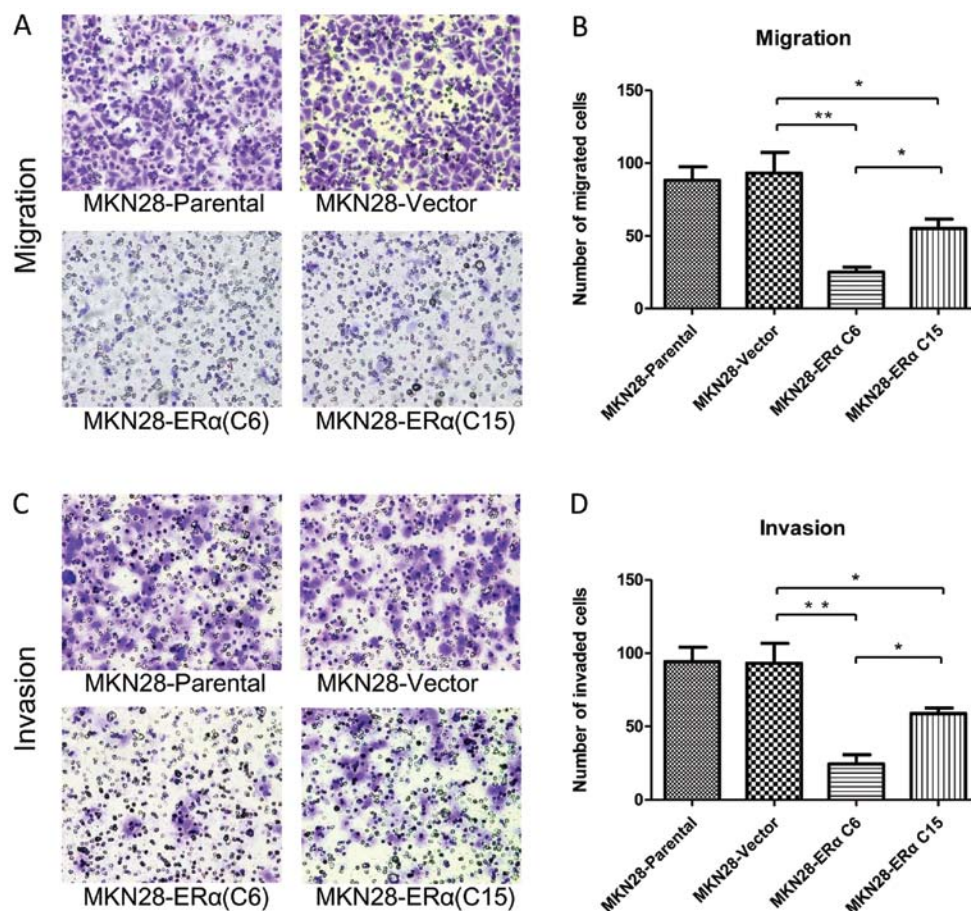 A
Migration
MKN28-Parental
MKN28-Vector
MKN28-ERα(C6)
MKN28-ERα(C15)
B
Migration
Number of migrated cells
150
100
50
0
*
**
*
MKN28-Parental
MKN28-Vector
MKN28-ERα C6
MKN28-ERα C15
C
Invasion
MKN28-Parental
MKN28-Vector
MKN28-ERα(C6)
MKN28-ERα(C15)
D
Invasion
Number of invaded cells
150
100
50
0
*
* *
*
MKN28-Parental
MKN28-Vector
MKN28-ERα C6
MKN28-ERα C15